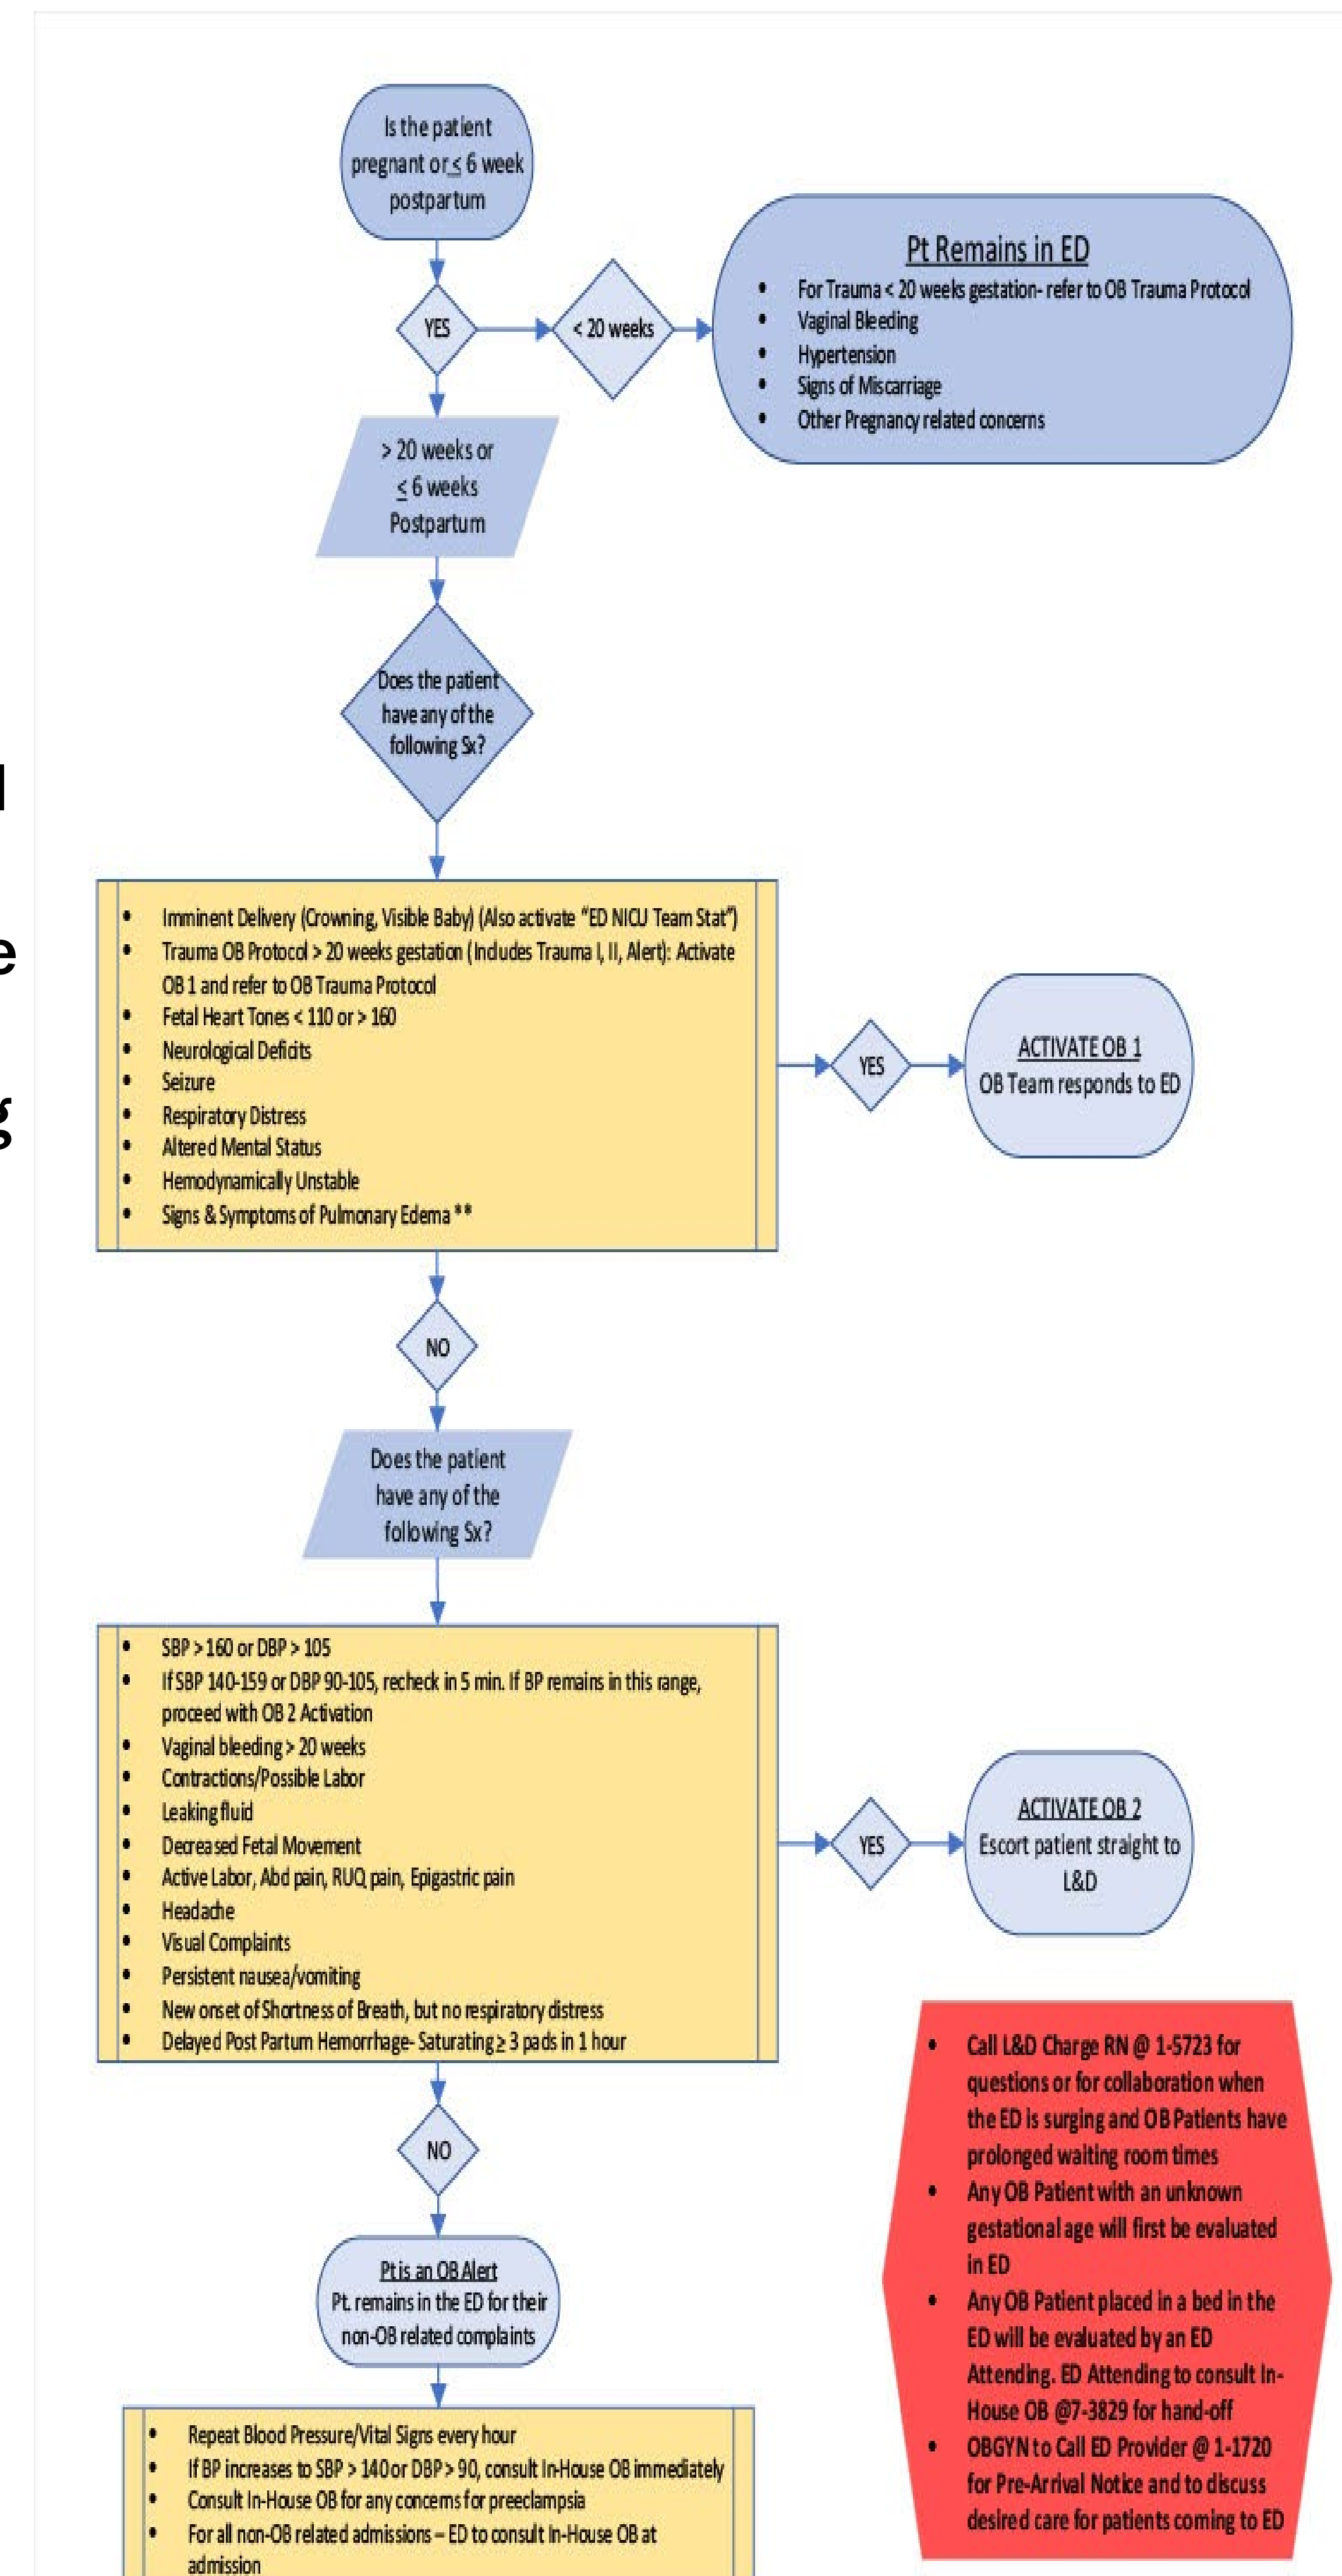 Is the patient
pregnant or ≤ 6 week
postpartum
YES
< 20 weeks
Pt Remains in ED
• For Trauma < 20 weeks gestation- refer to OB Trauma Protocol
• Vaginal Bleeding
• Hypertension
• Signs of Miscarriage
• Other Pregnancy related concerns
> 20 weeks or
≤ 6 weeks
Postpartum
Does the patient
have any of the
following Sx?
• Imminent Delivery (Crowning, Visible Baby) (Also activate “ED NICU Team Stat”)
• Trauma OB Protocol > 20 weeks gestation (Includes Trauma I, II, Alert): Activate
OB 1 and refer to OB Trauma Protocol
• Fetal Heart Tones < 110 or > 160
• Neurological Deficits
• Seizure
• Respiratory Distress
• Altered Mental Status
• Hemodynamically Unstable
• Signs & Symptoms of Pulmonary Edema **
YES
ACTIVATE OB 1
OB Team responds to ED
NO
Does the patient
have any of the
following Sx?
• SBP > 160 or DBP > 105
• If SBP 140-159 or DBP 90-105, recheck in 5 min. If BP remains in this range,
proceed with OB 2 Activation
• Vaginal bleeding > 20 weeks
• Contractions/Possible Labor
• Leaking fluid
• Decreased Fetal Movement
• Active Labor, Abd pain, RUQ pain, Epigastric pain
• Headache
• Visual Complaints
• Persistent nausea/vomiting
• New onset of Shortness of Breath, but no respiratory distress
• Delayed Post Partum Hemorrhage- Saturating ≥ 3 pads in 1 hour
YES
ACTIVATE OB 2
Escort patient straight to
L&D
NO
Pt is an OB Alert
Pt. remains in the ED for their
non-OB related complaints
• Repeat Blood Pressure/Vital Signs every hour
• If BP increases to SBP > 140 or DBP > 90, consult In-House OB immediately
• Consult In-House OB for any concerns for preeclampsia
• For all non-OB related admissions – ED to consult In-House OB at
admission
• Call L&D Charge RN @ 1-5723 for
questions or for collaboration when
the ED is surging and OB Patients have
prolonged waiting room times
• Any OB Patient with an unknown
gestational age will first be evaluated
in ED
• Any OB Patient placed in a bed in the
ED will be evaluated by an ED
Attending. ED Attending to consult In-
House OB @7-3829 for hand-off
• OBGYN to Call ED Provider @ 1-1720
for Pre-Arrival Notice and to discuss
desired care for patients coming to ED